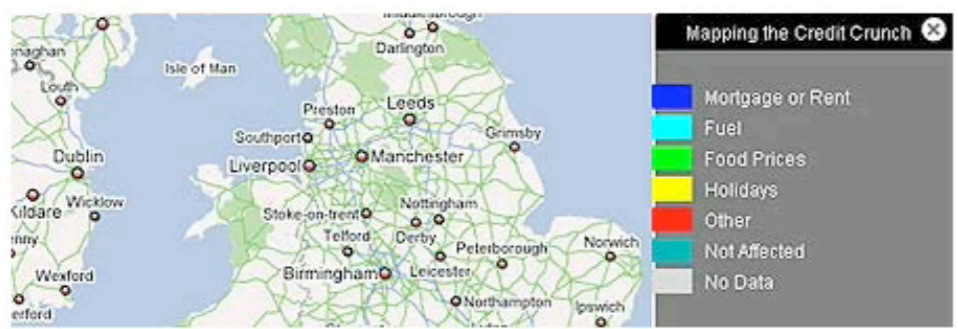 Middlesbrough
Darlington
Isle of Man
Louth
Preston
Leeds
Southport
Grimsby
Dublin
Liverpool
Manchester
Kildare
Wicklow
Stoke-on-trent
Nottingham
Telford
Derby
Peterborough
Norwich
Wexford
Birmingham
Leicester
Northampton
Ipswich
Mapping the Credit Crunch
Mortgage or Rent
Fuel
Food Prices
Holidays
Other
Not Affected
No Data